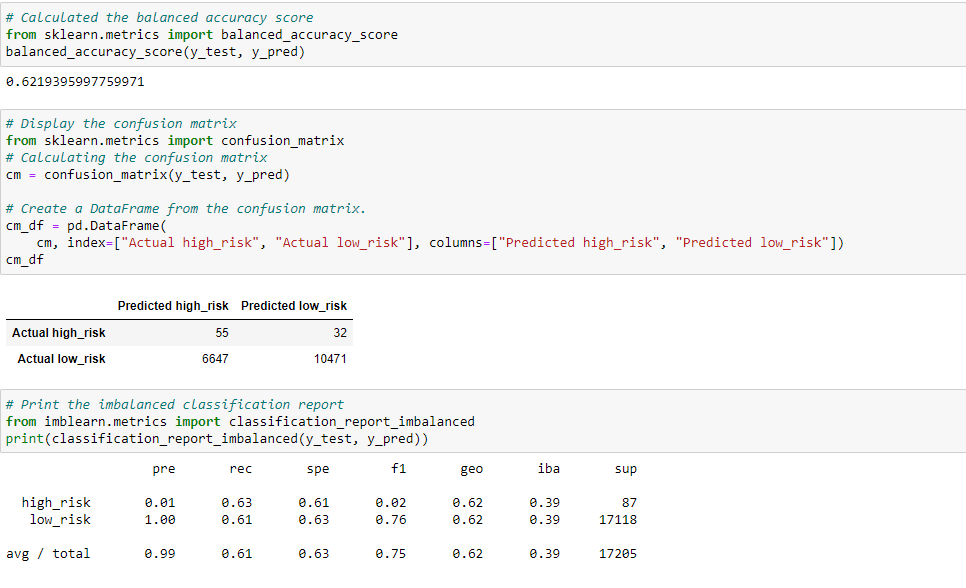 # Calculated the balanced accuracy score
from sklearn.metrics import balanced_accuracy_score
balanced_accuracy_score(y_test, y_pred)
0.6219395997759971
# Display the confusion matrix
from sklearn.metrics import confusion_matrix
# Calculating the confusion matrix
cm = confusion_matrix(y_test, y_pred)
# Create a DataFrame from the confusion matrix.
cm_df = pd.DataFrame(
    cm, index=["Actual high_risk", "Actual low_risk"], columns=["Predicted high_risk", "Predicted low_risk"])
cm_df
Predicted high_risk Predicted low_risk
Actual high_risk 55 32
Actual low_risk 6647 10471
# Print the imbalanced classification report
from imblearn.metrics import classification_report_imbalanced
print(classification_report_imbalanced(y_test, y_pred))
pre rec spe f1 geo iba sup
high_risk 0.01 0.63 0.61 0.02 0.62 0.39 87
low_risk 1.00 0.61 0.63 0.76 0.62 0.39 17118
avg / total 0.99 0.61 0.63 0.75 0.62 0.39 17205